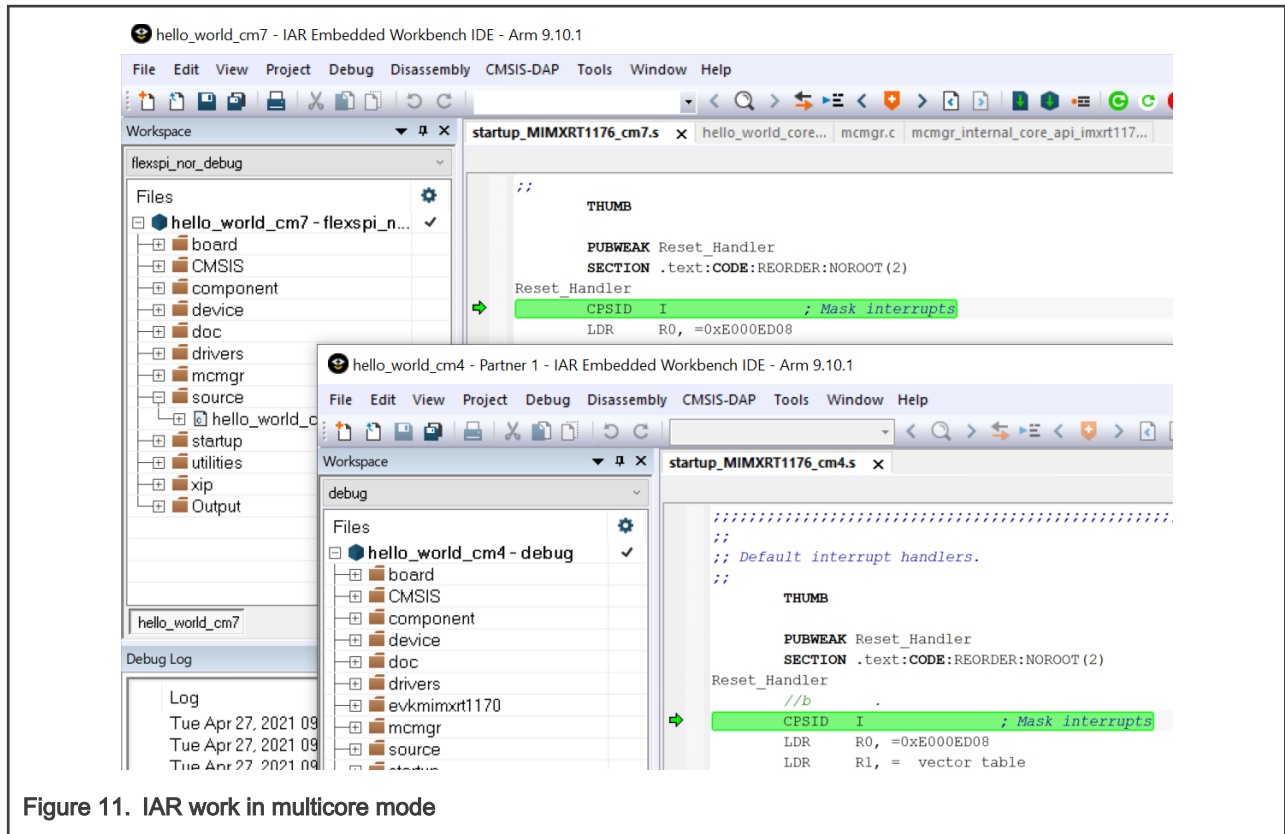 hello_world_cm7 - IAR Embedded Workbench IDE - Arm 9.10.1
File Edit View Project Debug Disassembly CMSIS-DAP Tools Window Help
Workspace
startup_MIMXRT1176_cm7.s x hello_world_core... mcmgr.c mcmgr_internal_core_api_imxrt117...
flexspi_nor_debug
Files
hello_world_cm7 - flexspi_n...
board
CMSIS
component
device
doc
drivers
mcmgr
source
hello_world_c
startup
utilities
xip
Output
hello_world_cm7
Debug Log
Log
Tue Apr 27, 2021 09
Tue Apr 27, 2021 09
Tue Apr 27, 2021 09
;;
THUMB
PUBWEAK Reset_Handler
SECTION .text:CODE:REORDER:NOROOT(2)
Reset_Handler
CPSID I ; Mask interrupts
LDR R0, =0xE000ED08
hello_world_cm4 - Partner 1 - IAR Embedded Workbench IDE - Arm 9.10.1
File Edit View Project Debug Disassembly CMSIS-DAP Tools Window Help
Workspace
startup_MIMXRT1176_cm4.s x
debug
Files
hello_world_cm4 - debug
board
CMSIS
component
device
doc
drivers
evkmimxrt1170
mcmgr
source
startup
;;;;;;;;;;;;;;;;;;;;;;;;;;;;;;;;;;;;;;;;;;;;;;;;;;
;;
;; Default interrupt handlers.
;;
THUMB
PUBWEAK Reset_Handler
SECTION .text:CODE:REORDER:NOROOT(2)
Reset_Handler
//b .
CPSID I ; Mask interrupts
LDR R0, =0xE000ED08
LDR R1, = vector table
Figure 11. IAR work in multicore mode